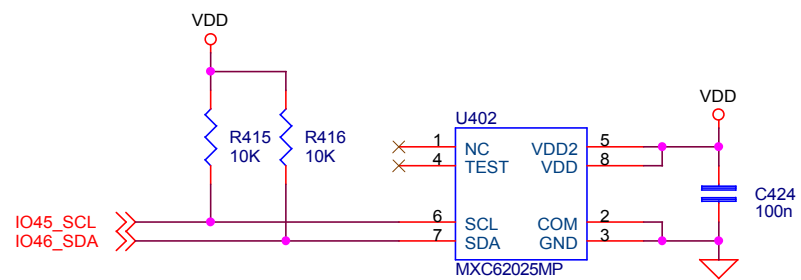 VDD
VDD
U402
R415
10K
R416
10K
1 NC VDD2 5
4 TEST VDD 8
C424
100n
IO45_SCL
6 SCL COM 2
IO46_SDA
7 SDA GND 3
MXC62025MP